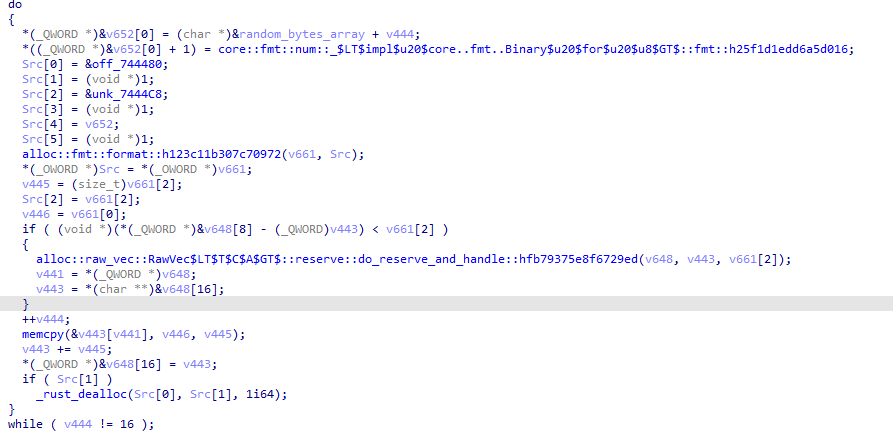 do
{
*(_QWORD *)&v652[0] = (char *)&random_bytes_array + v444;
*((_QWORD *)&v652[0] + 1) = core::fmt::num::_$LT$impl$u20$core..fmt..Binary$u20$for$u20$u8$GT$::fmt::h25f1d1edd6a5d016;
Src[0] = &off_744480;
Src[1] = (void *)1;
Src[2] = &unk_7444C8;
Src[3] = (void *)1;
Src[4] = v652;
Src[5] = (void *)1;
alloc::fmt::format::h123c11b307c70972(v661, Src);
*(_OWORD *)Src = *(_OWORD *)v661;
v445 = (size_t)v661[2];
Src[2] = v661[2];
v446 = v661[0];
if ( (void *)(*(_QWORD *)&v648[8] - (_QWORD)v443) < v661[2] )
{
alloc::raw_vec::RawVec$LT$T$C$A$GT$::reserve::do_reserve_and_handle::hfb79375e8f6729ed(v648, v443, v661[2]);
v441 = *(_QWORD *)v648;
v443 = *(char **)&v648[16];
}
++v444;
memcpy(&v443[v441], v446, v445);
v443 += v445;
*(_QWORD *)&v648[16] = v443;
if ( Src[1] )
_rust_dealloc(Src[0], Src[1], 1i64);
}
while ( v444 != 16 );